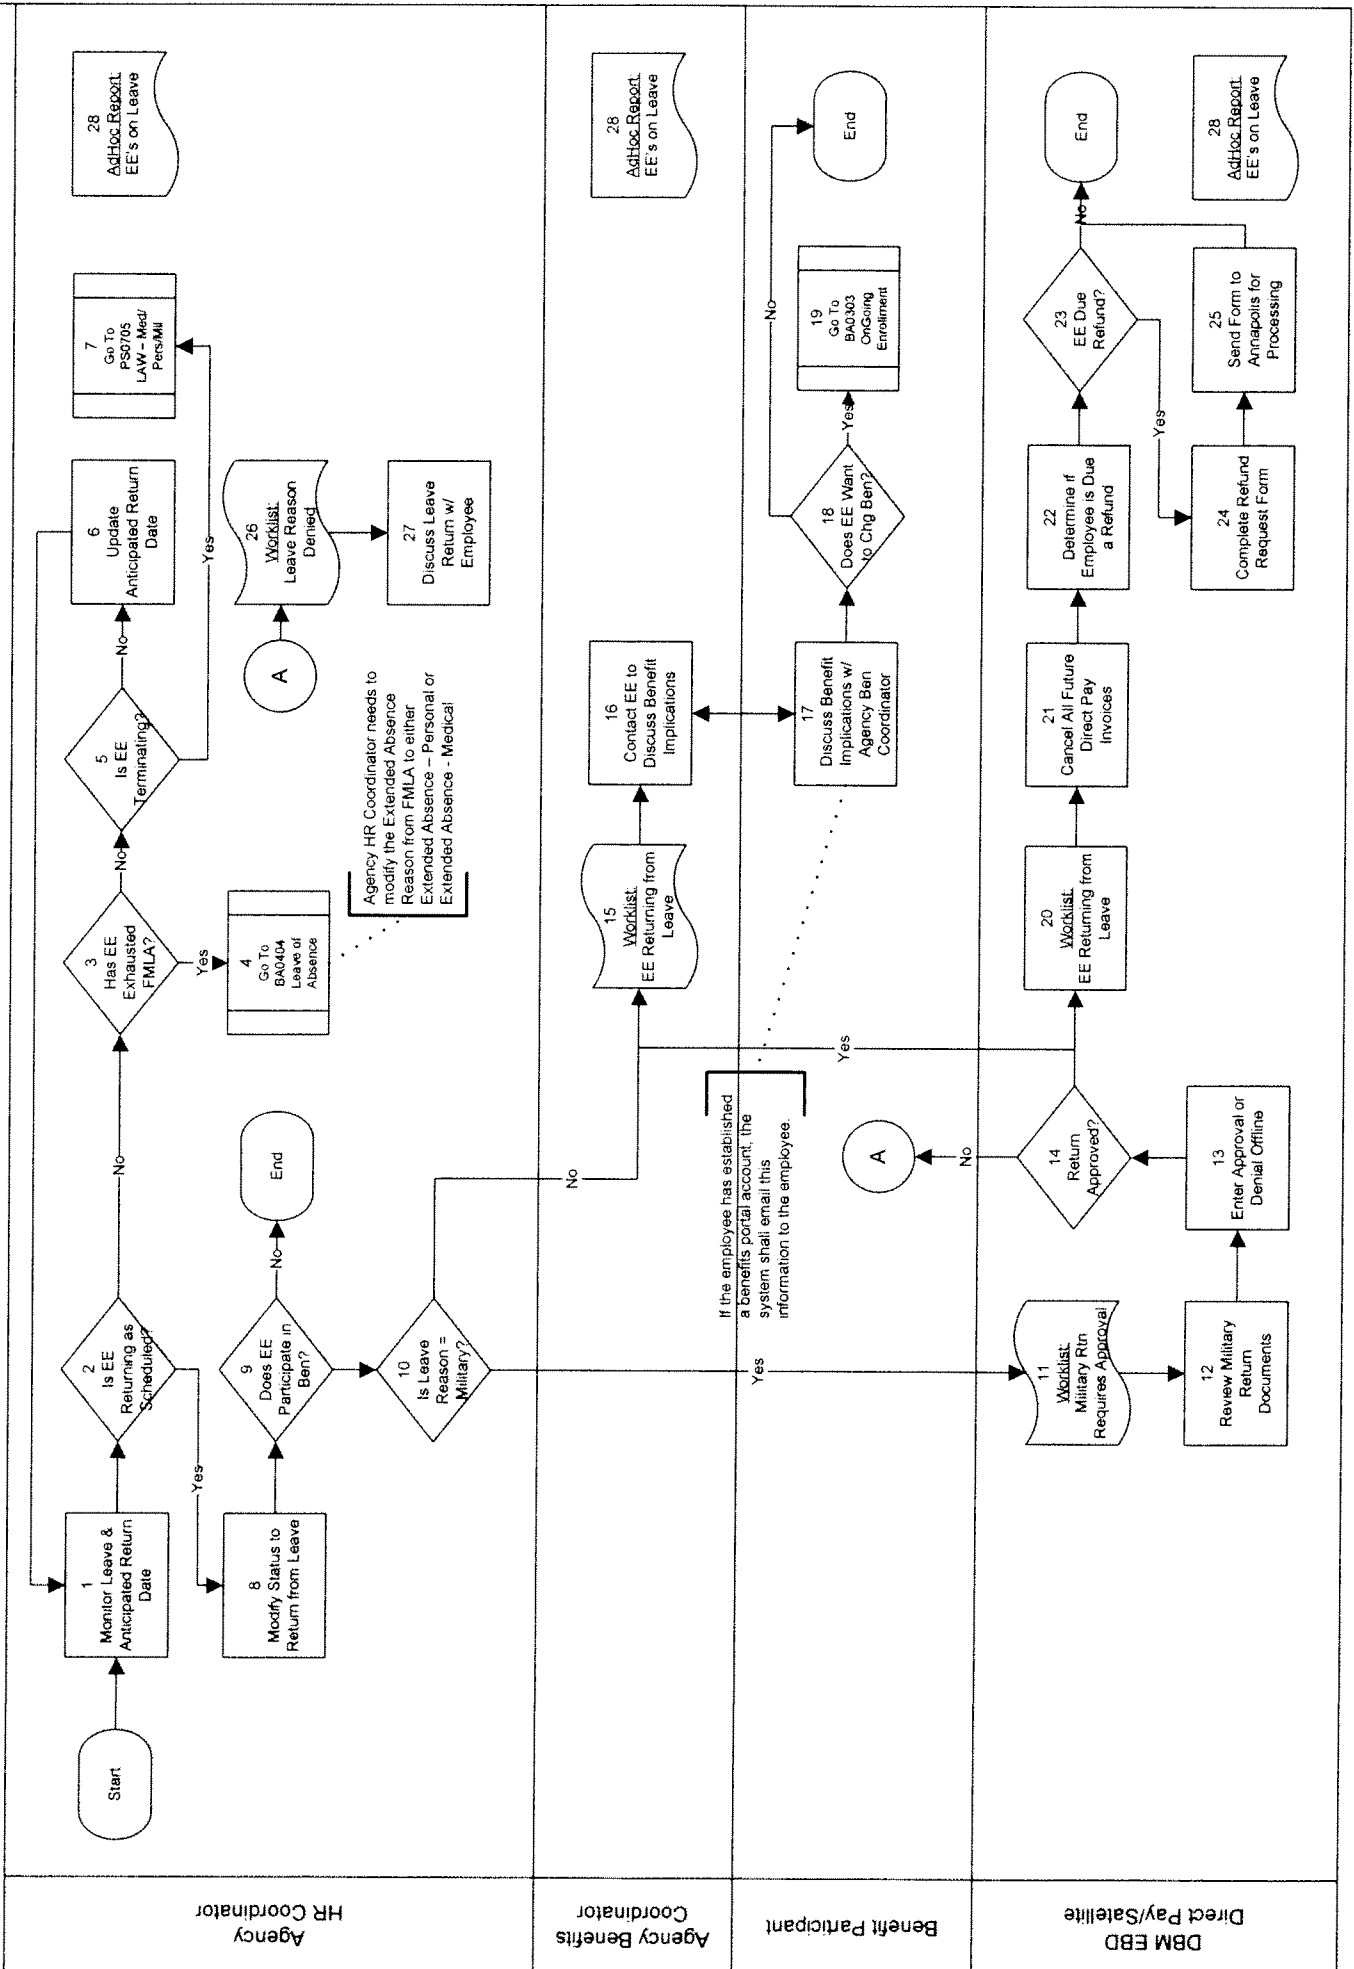 Agency
HR Coordinator
Start
1
Monitor Leave &
Anticipated Return
Date
2
Is EE
Returning as
Scheduled?
No
Yes
3
Has EE
Exhausted
FMLA?
No
Yes
4
Go To
BA0404
Leave of
Absence
Agency HR Coordinator needs to
modify the Extended Absence
Reason from FMLA to either
Extended Absence – Personal or
Extended Absence - Medical
5
Is EE
Terminating?
No
Yes
6
Update
Anticipated Return
Date
7
Go To
PS0705
LAW – Med/
Pers/Mil
28
AdHoc Report:
EE's on Leave
8
Modify Status to
Return from Leave
9
Does EE
Participate in
Ben?
No
End
10
Is Leave
Reason =
Military?
No
Yes
A
26
Worklist:
Leave Reason
Denied
27
Discuss Leave
Return w/
Employee
Agency Benefits
Coordinator
15
Worklist:
EE Returning from
Leave
16
Contact EE to
Discuss Benefit
Implications
28
AdHoc Report:
EE's on Leave
If the employee has established
a benefits portal account, the
system shall email this
information to the employee.
Benefit Participant
A
Yes
17
Discuss Benefit
Implications w/
Agency Ben
Coordinator
18
Does EE Want
to Chg Ben?
No
Yes
19
Go To
BA0303
OnGoing
Enrollment
End
DBM EBD
Direct Pay/Satellite
11
Worklist:
Military Rtn
Requires Approval
12
Review Military
Return
Documents
13
Enter Approval or
Denial Offline
14
Return
Approved?
No
20
Worklist:
EE Returning from
Leave
21
Cancel All Future
Direct Pay
Invoices
22
Determine if
Employee is Due
a Refund
23
EE Due
Refund?
No
Yes
End
24
Complete Refund
Request Form
25
Send Form to
Annapolis for
Processing
28
AdHoc Report:
EE's on Leave